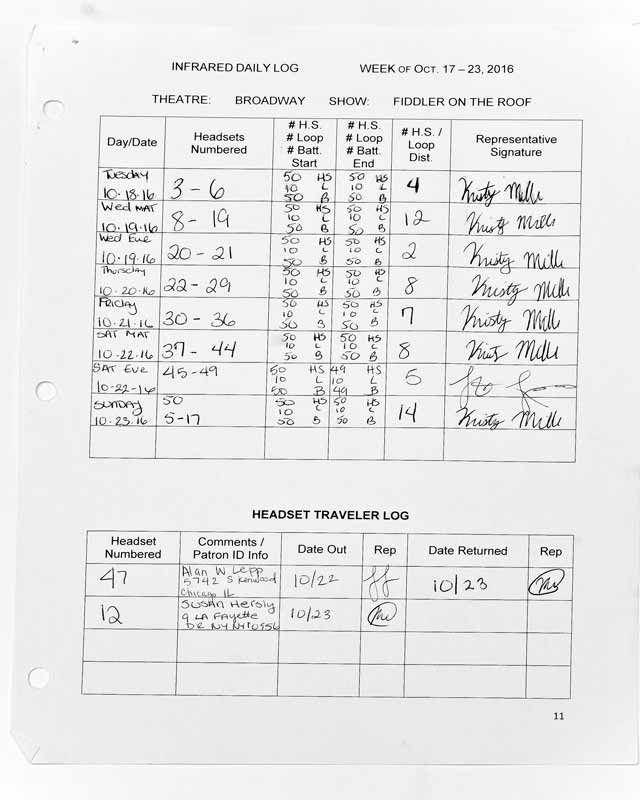 INFRARED DAILY LOG WEEK OF OCT. 17 – 23, 2016
THEATRE: BROADWAY SHOW: FIDDLER ON THE ROOF
Day/Date Headsets Numbered # H.S. # Loop # Batt. Start # H.S. # Loop # Batt. End # H.S. / Loop Dist. Representative Signature
Tuesday 50 HS 50 HS
10.18.16 3 - 6 10 L 10 L 4 Kristy Mille
50 B 50 B
Wed MAT 50 HS 50 HS
10.19.16 8 - 19 10 L 10 L 12 Kristy Mille
50 B 50 B
Wed Eve 50 HS 50 HS
10.19.16 20 - 21 10 L 10 L 2 Kristy Mille
50 B 50 B
Thursday 50 HS 50 HS
10.20.16 22 - 29 10 L 10 L 8 Kristy Mille
50 B 50 B
Friday 50 HS 50 HS
10.21.16 30 - 36 10 L 10 L 7 Kristy Mille
50 B 50 B
SAT MAT 50 HS 50 HS
10.22.16 37 - 44 10 L 10 L 8 Kristy Mille
50 B 50 B
SAT Eve 50 HS 49 HS
10-22-16 45-49 10 L 10 L 5
50 B 49 B
SUNDAY 50 50 HS 50 HS
10.23.16 5-17 10 L 10 L 14 Kristy Mille
50 B 50 B
HEADSET TRAVELER LOG
Headset Numbered Comments / Patron ID Info Date Out Rep Date Returned Rep
47 Alan W Lepp 10/22 10/23
5742 S Kenwood
Chicago IL
12 Susan 10/23
9 LA Fayette
DR NY NY 10956
11